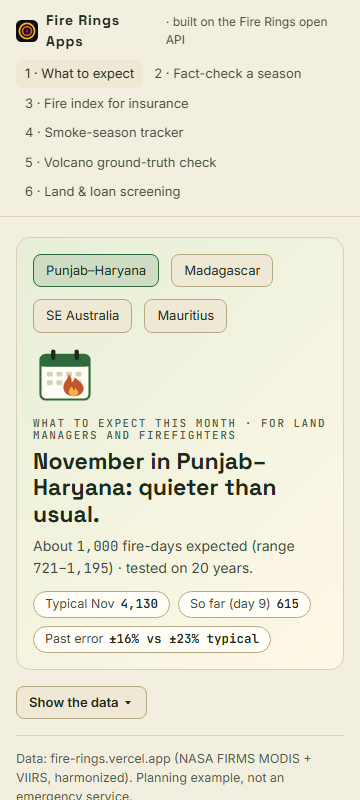 Fire Rings Apps
· built on the Fire Rings open API
1 · What to expect
2 · Fact-check a season
3 · Fire index for insurance
4 · Smoke-season tracker
5 · Volcano ground-truth check
6 · Land & loan screening
Punjab–Haryana
Madagascar
SE Australia
Mauritius
WHAT TO EXPECT THIS MONTH · FOR LAND
MANAGERS AND FIREFIGHTERS
November in Punjab–
Haryana: quieter than
usual.
About 1,000 fire-days expected (range
721–1,195) · tested on 20 years.
Typical Nov 4,130
So far (day 9) 615
Past error ±16% vs ±23% typical
Show the data
Data: fire-rings.vercel.app (NASA FIRMS MODIS +
VIIRS, harmonized). Planning example, not an
emergency service.